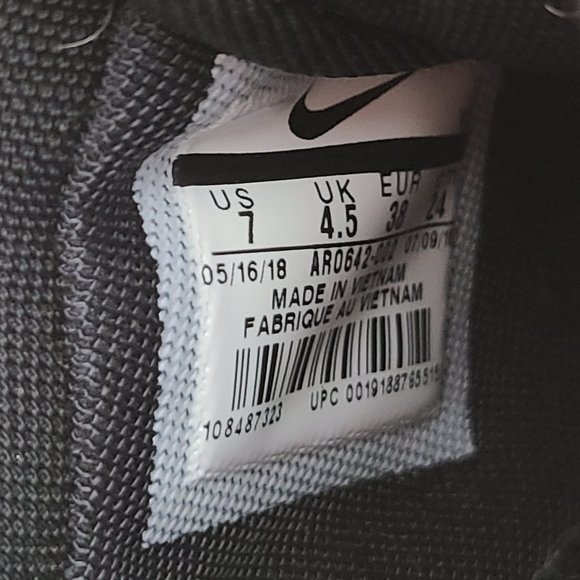 US UK EUR
7 4.5 38 24
05/16/18 AR0642-002
MADE IN VIETNAM
FABRIQUE AU VIETNAM
108487323 UPC